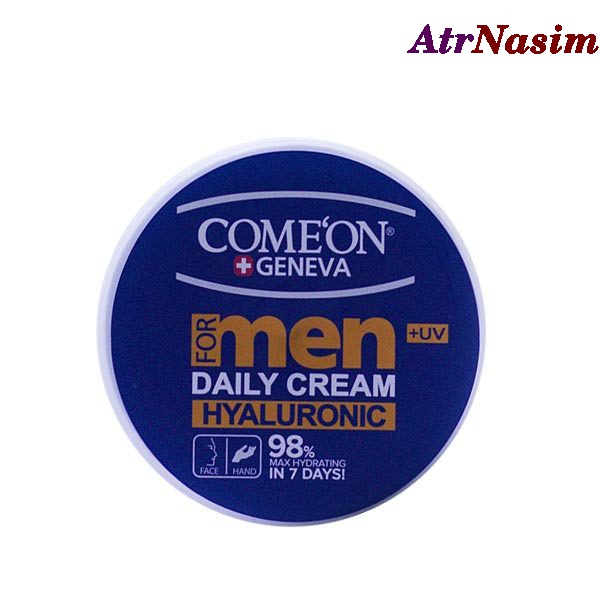 AtrNasim
COME'ON®
GENEVA
FOR men +UV
DAILY CREAM
HYALURONIC
FACE HAND
98%
MAX HYDRATING
IN 7 DAYS!